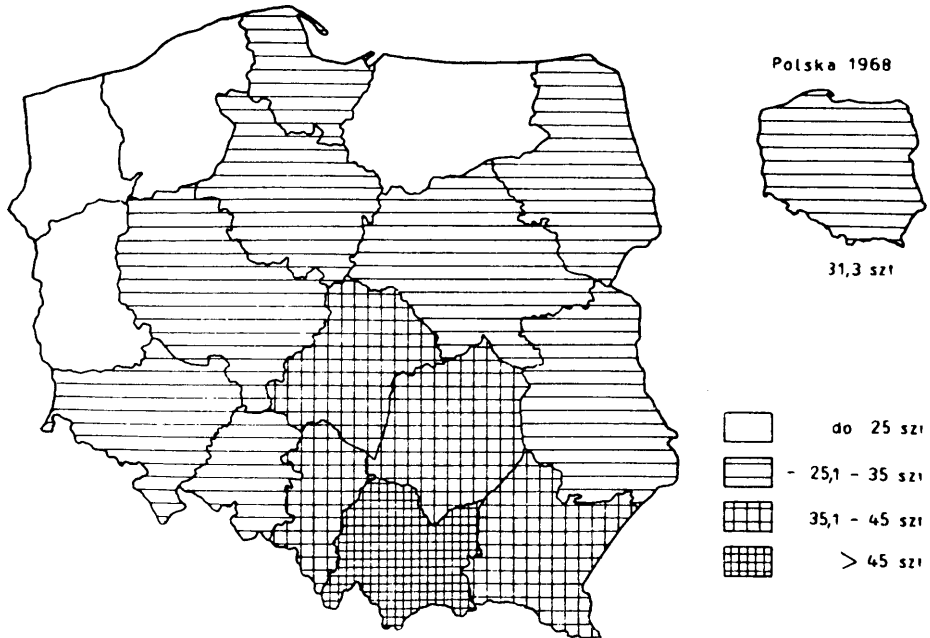 Polska 1968
31,3 szt
do 25 szt
- 25,1 - 35 szt
35,1 - 45 szt
> 45 szt